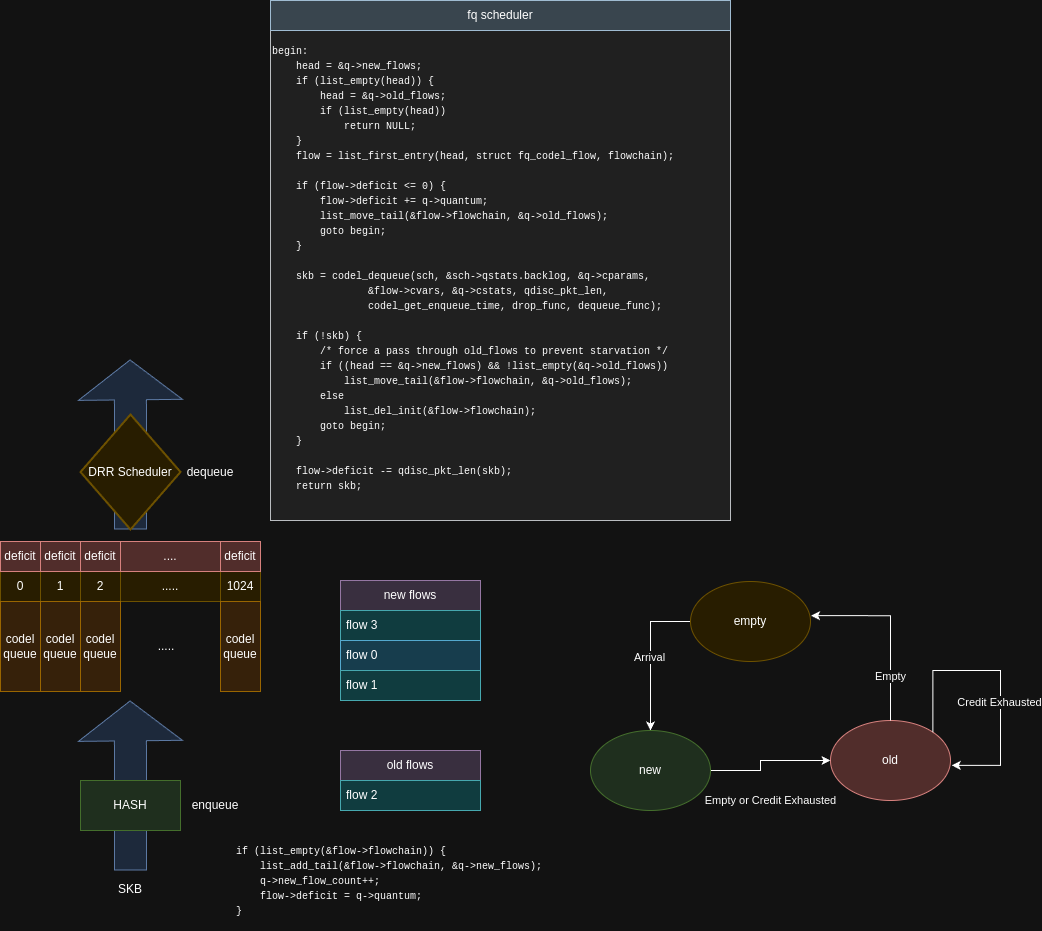 fq scheduler
begin:
    head = &q->new_flows;
    if (list_empty(head)) {
        head = &q->old_flows;
        if (list_empty(head))
            return NULL;
    }
    flow = list_first_entry(head, struct fq_codel_flow, flowchain);

    if (flow->deficit <= 0) {
        flow->deficit += q->quantum;
        list_move_tail(&flow->flowchain, &q->old_flows);
        goto begin;
    }

    skb = codel_dequeue(sch, &sch->qstats.backlog, &q->cparams,
                &flow->cvars, &q->cstats, qdisc_pkt_len,
                codel_get_enqueue_time, drop_func, dequeue_func);

    if (!skb) {
        /* force a pass through old_flows to prevent starvation */
        if ((head == &q->new_flows) && !list_empty(&q->old_flows))
            list_move_tail(&flow->flowchain, &q->old_flows);
        else
            list_del_init(&flow->flowchain);
        goto begin;
    }

    flow->deficit -= qdisc_pkt_len(skb);
    return skb;
DRR Scheduler
dequeue
deficit deficit deficit .... deficit
0 1 2 ..... 1024
codel codel codel ..... codel
queue queue queue queue
HASH
enqueue
SKB
new flows
flow 3
flow 0
flow 1
old flows
flow 2
empty
Arrival
Empty
Credit Exhausted
new
old
Empty or Credit Exhausted
if (list_empty(&flow->flowchain)) {
    list_add_tail(&flow->flowchain, &q->new_flows);
    q->new_flow_count++;
    flow->deficit = q->quantum;
}